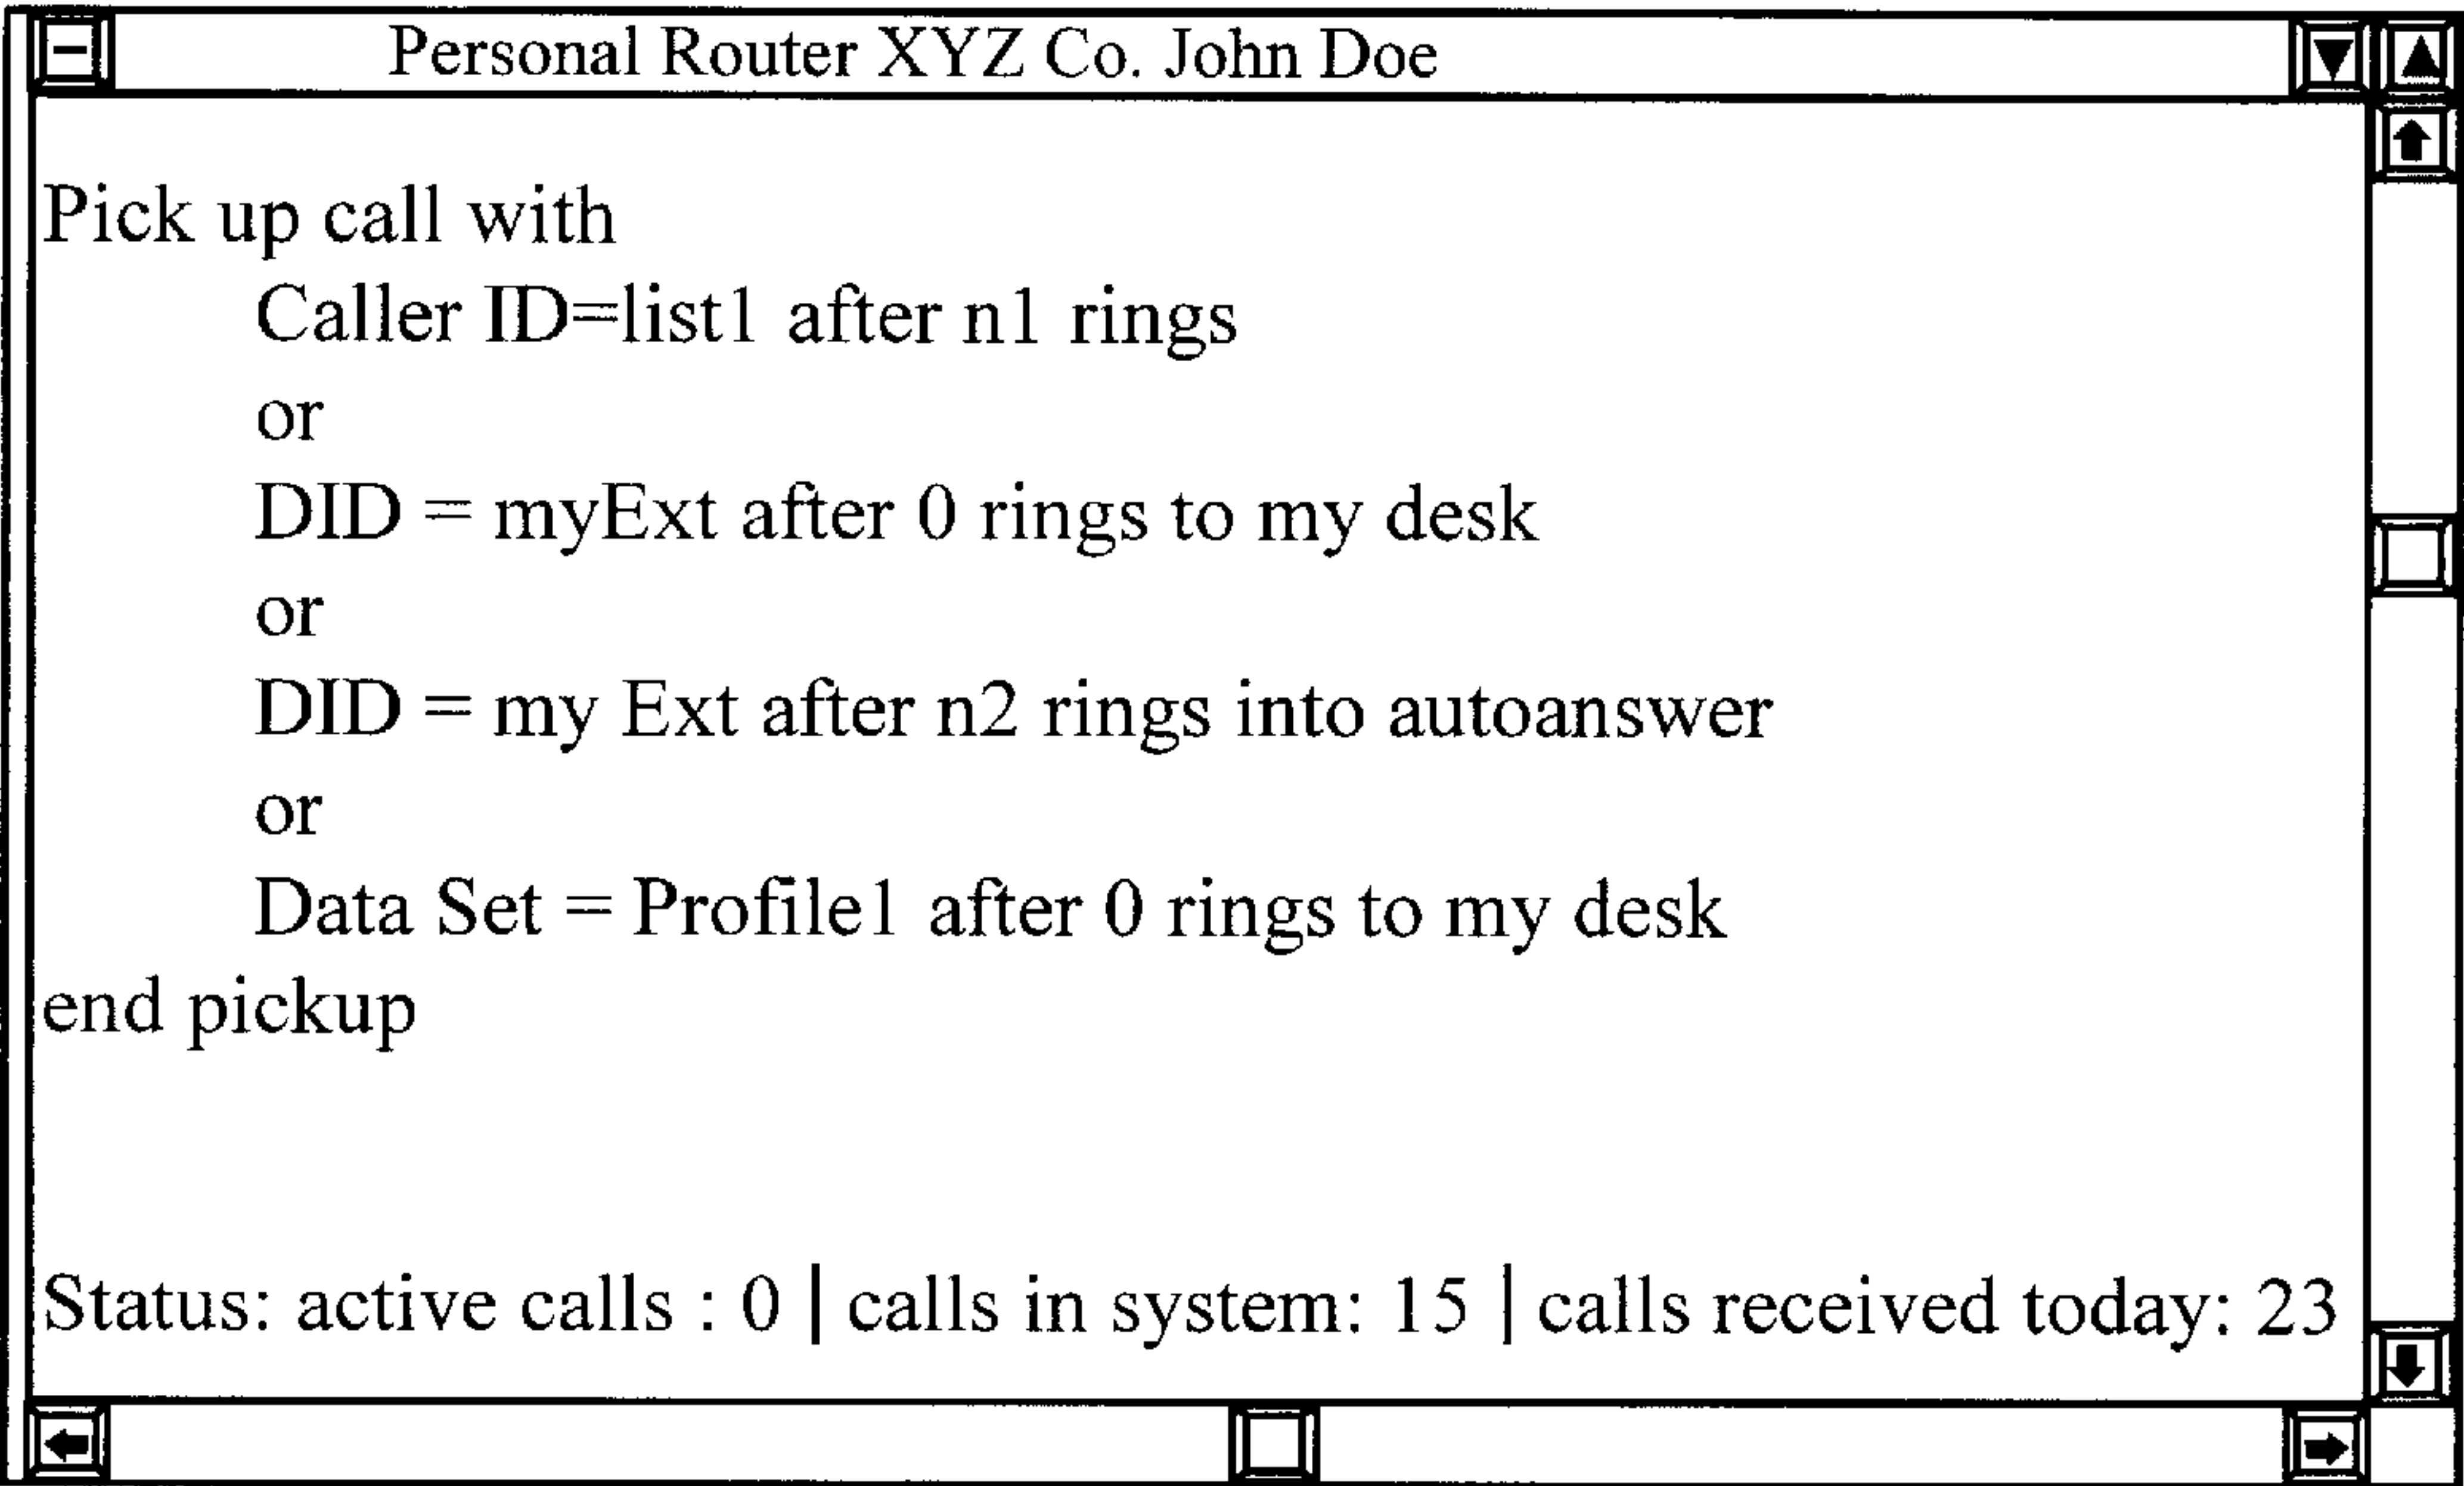 Personal Router XYZ Co. John Doe
Pick up call with
Caller ID=list1 after n1 rings
or
DID = myExt after 0 rings to my desk
or
DID = my Ext after n2 rings into autoanswer
or
Data Set = Profile1 after 0 rings to my desk
end pickup
Status: active calls : 0 | calls in system: 15 | calls received today: 23